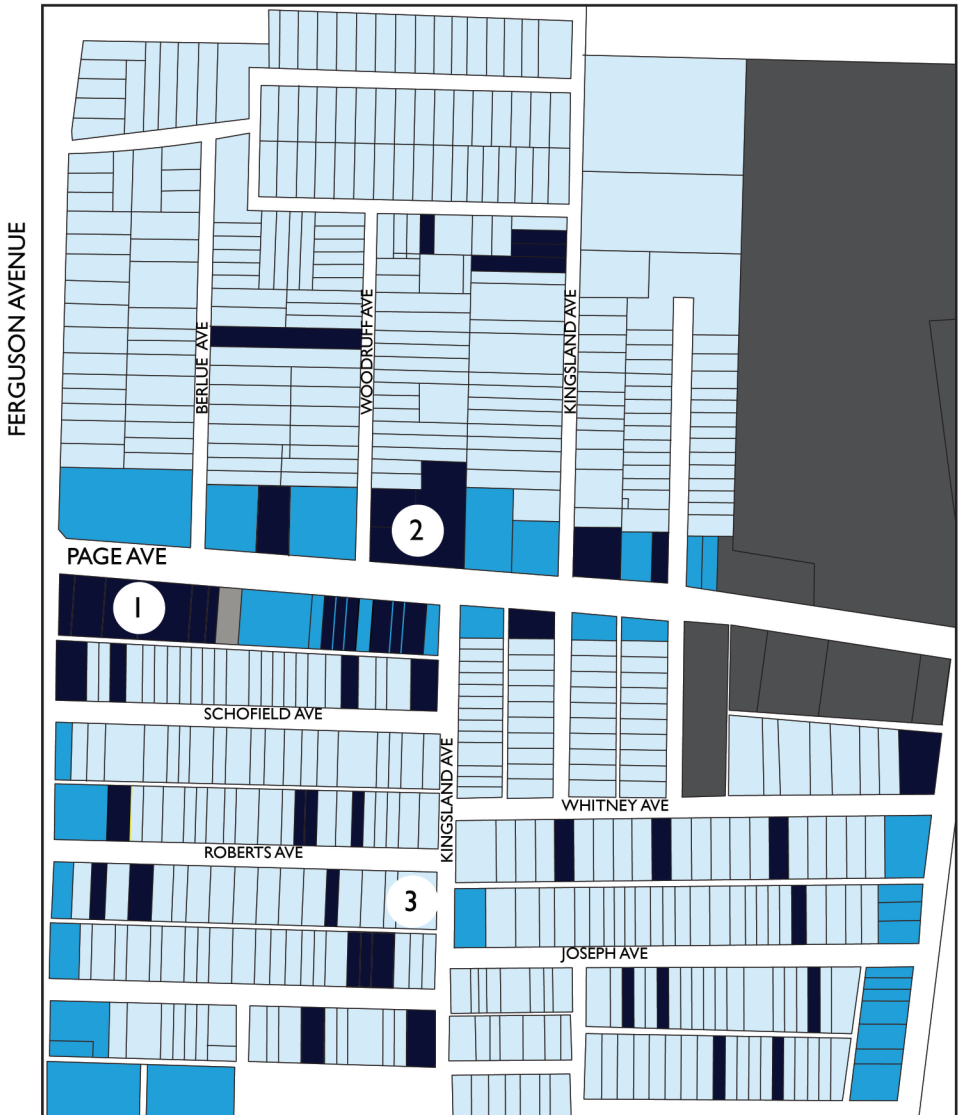 FERGUSON AVENUE
BERLUE AVE
WOODRUFF AVE
KINGSLAND AVE
2
PAGE AVE
1
SCHOFIELD AVE
KINGSLAND AVE
WHITNEY AVE
ROBERTS AVE
3
JOSEPH AVE